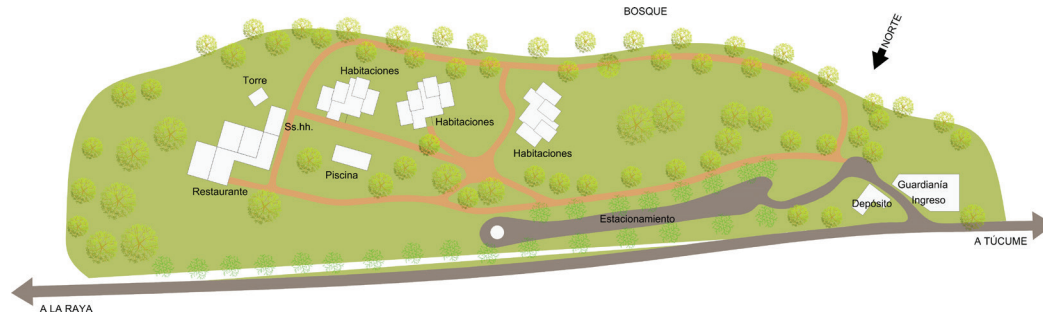 BOSQUE
NORTE
Habitaciones
Torre
Ss.hh.
Habitaciones
Habitaciones
Piscina
Restaurante
Guardianía
Ingreso
Depósito
Estacionamiento
A TÚCUME
A LA RAYA